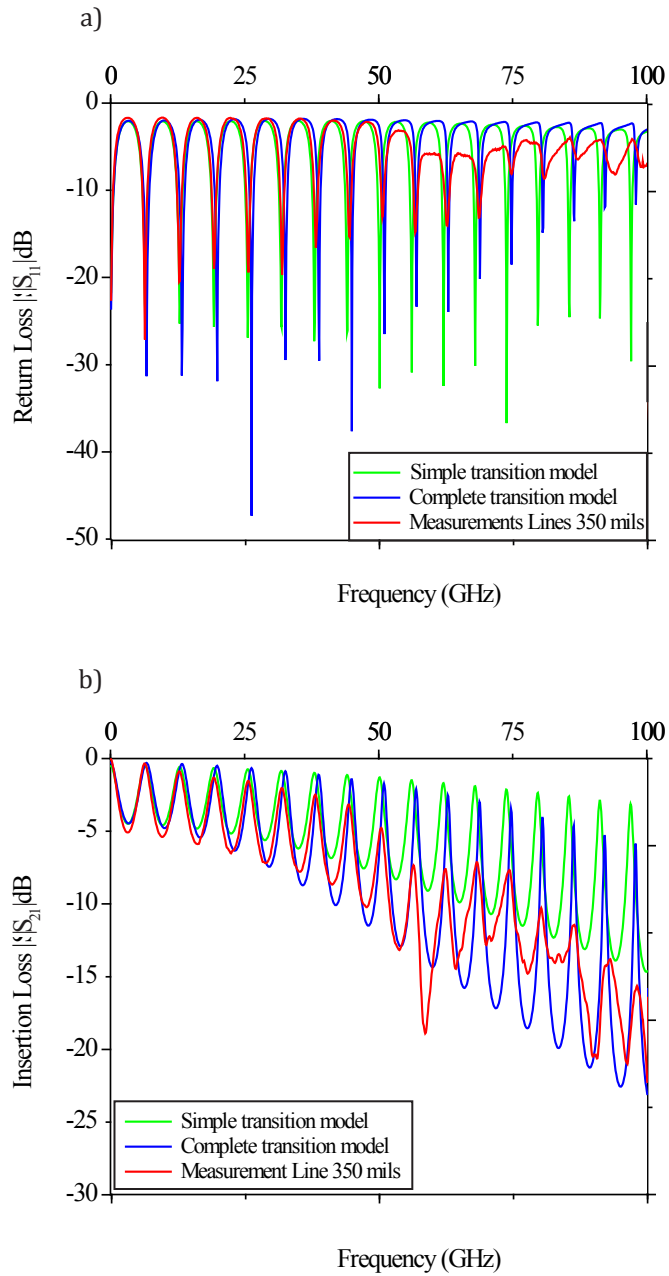 a)
0 25 50 75 100
0
-10
-20
-30
-40
-50
Return Loss |S₁₁| dB
Simple transition model
Complete transition model
Measurements Lines 350 mils
Frequency (GHz)
b)
0 25 50 75 100
0
-5
-10
-15
-20
-25
-30
Insertion Loss |S₂₁| dB
Simple transition model
Complete transition model
Measurement Line 350 mils
Frequency (GHz)